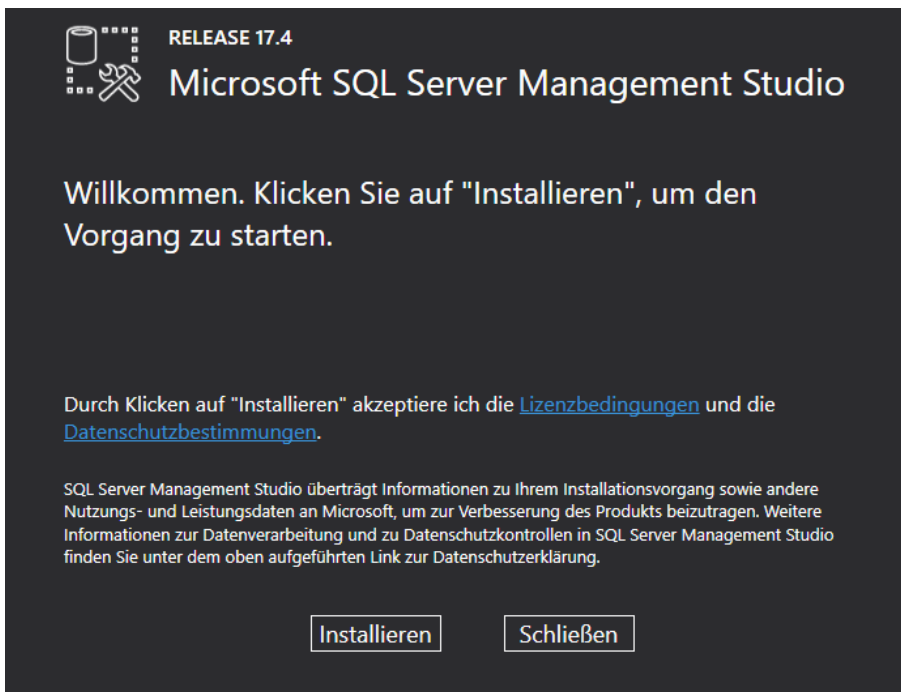 RELEASE 17.4
Microsoft SQL Server Management Studio
Willkommen. Klicken Sie auf "Installieren", um den
Vorgang zu starten.
Durch Klicken auf "Installieren" akzeptiere ich die Lizenzbedingungen und die
Datenschutzbestimmungen.
SQL Server Management Studio überträgt Informationen zu Ihrem Installationsvorgang sowie andere
Nutzungs- und Leistungsdaten an Microsoft, um zur Verbesserung des Produkts beizutragen. Weitere
Informationen zur Datenverarbeitung und zu Datenschutzkontrollen in SQL Server Management Studio
finden Sie unter dem oben aufgeführten Link zur Datenschutzerklärung.
Installieren
Schließen